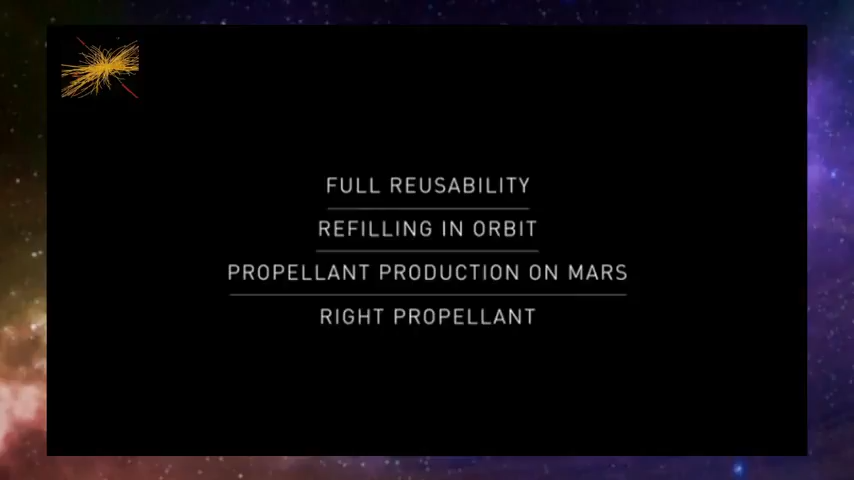 FULL REUSABILITY
REFILLING IN ORBIT
PROPELLANT PRODUCTION ON MARS
RIGHT PROPELLANT